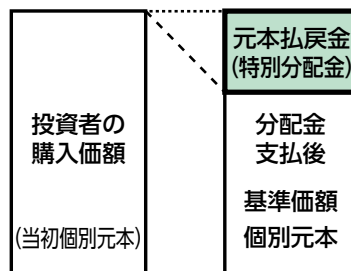 投資者の
購入価額
(当初個別元本)
元本払戻金
(特別分配金)
分配金
支払後
基準価額
個別元本